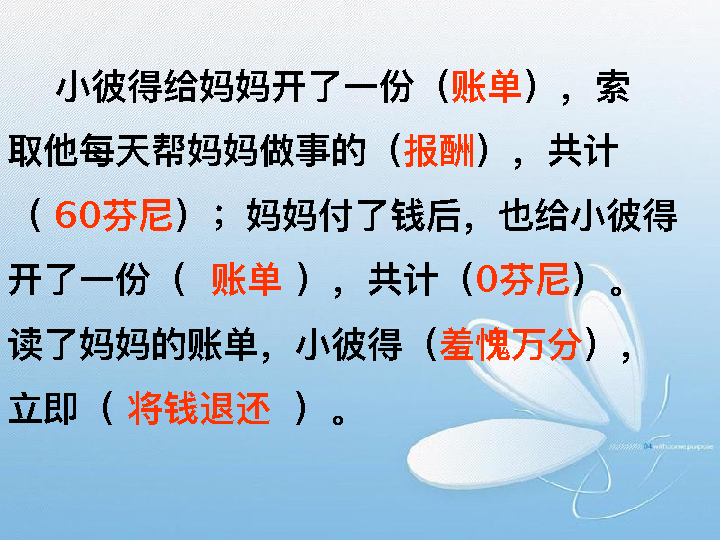 小彼得给妈妈开了一份（账单），索
取他每天帮妈妈做事的（报酬），共计
（ 60芬尼）；妈妈付了钱后，也给小彼得
开了一份（ 账单 ），共计（0芬尼）。
读了妈妈的账单，小彼得（羞愧万分），
立即（ 将钱退还 ）。